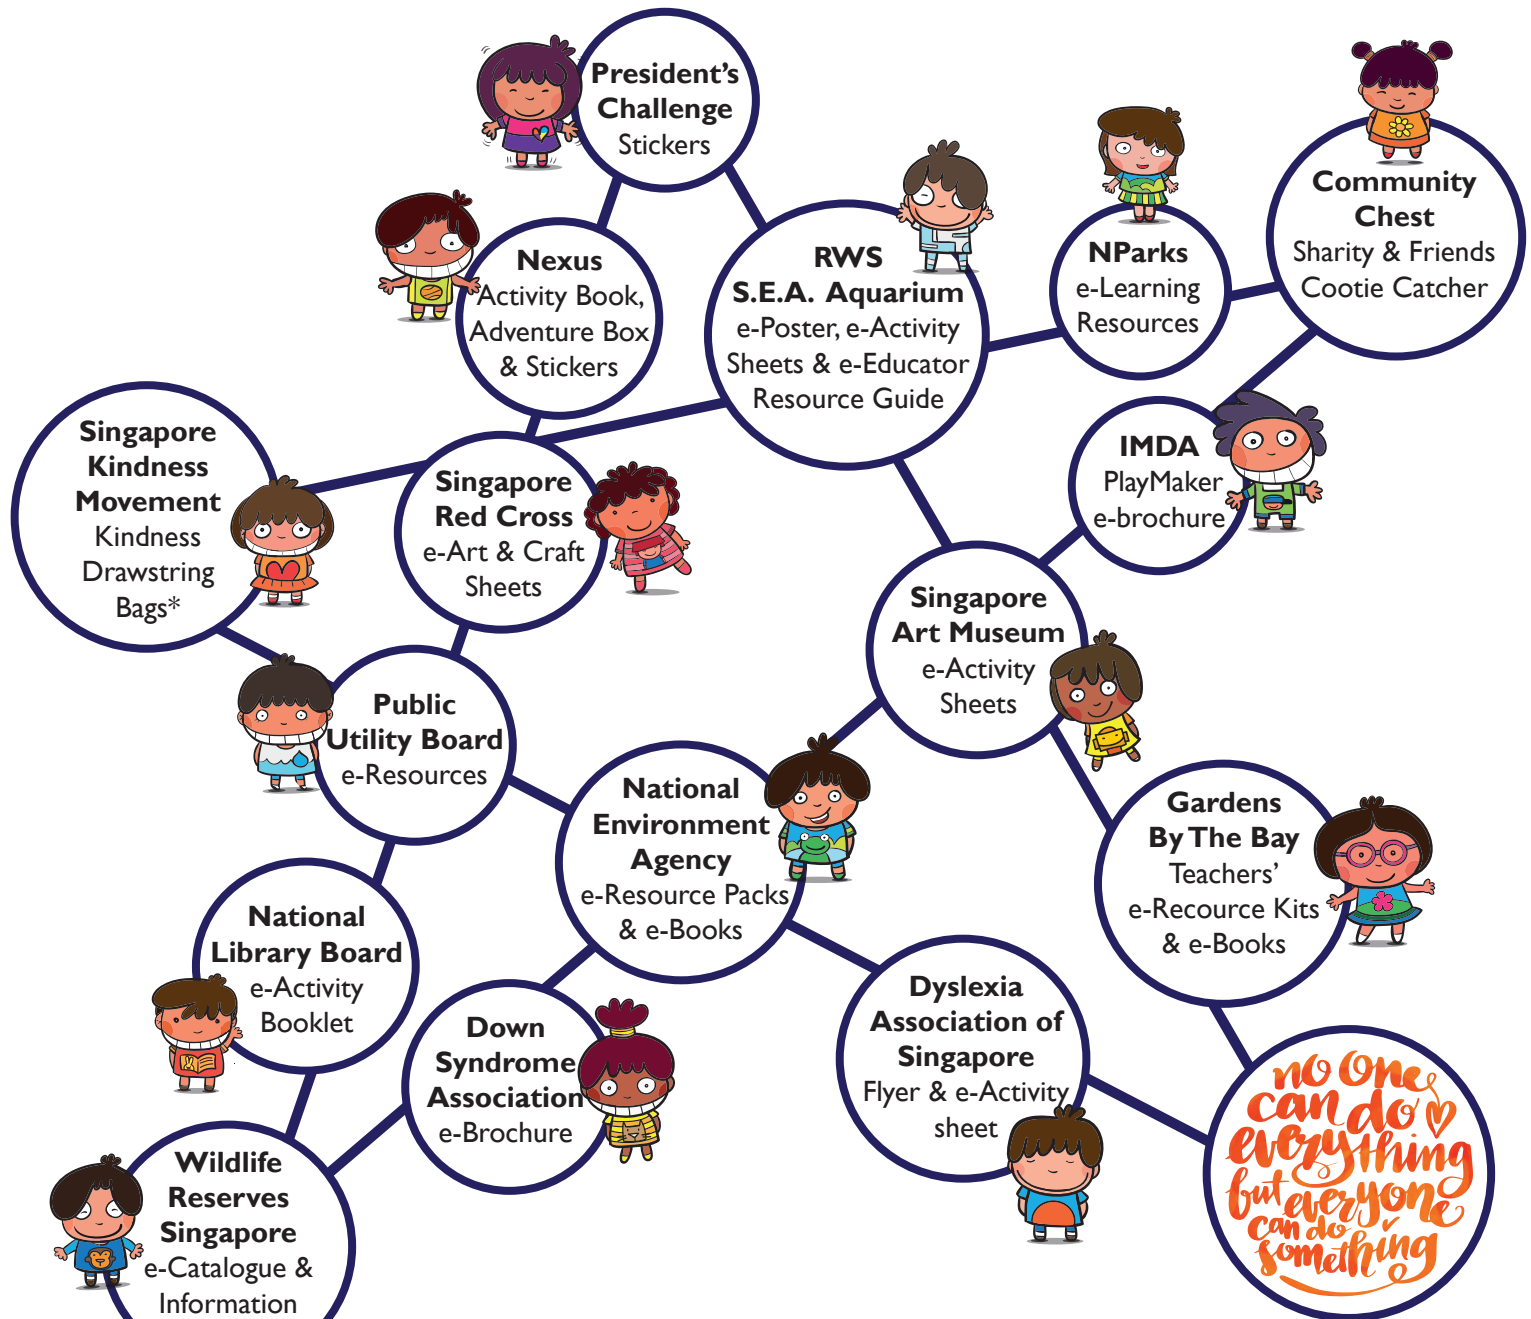 President's
Challenge
Stickers
Nexus
Activity Book,
Adventure Box
& Stickers
RWS
S.E.A. Aquarium
e-Poster, e-Activity
Sheets & e-Educator
Resource Guide
NParks
e-Learning
Resources
Community
Chest
Sharity & Friends
Cootie Catcher
Singapore
Kindness
Movement
Kindness
Drawstring
Bags*
Singapore
Red Cross
e-Art & Craft
Sheets
IMDA
PlayMaker
e-brochure
Singapore
Art Museum
e-Activity
Sheets
Public
Utility Board
e-Resources
National
Environment
Agency
e-Resource Packs
& e-Books
Gardens
By The Bay
Teachers'
e-Recource Kits
& e-Books
National
Library Board
e-Activity
Booklet
Down
Syndrome
Association
e-Brochure
Dyslexia
Association of
Singapore
Flyer & e-Activity
sheet
Wildlife
Reserves
Singapore
e-Catalogue &
Information
no one
can do
everything
but everyone
can do
something